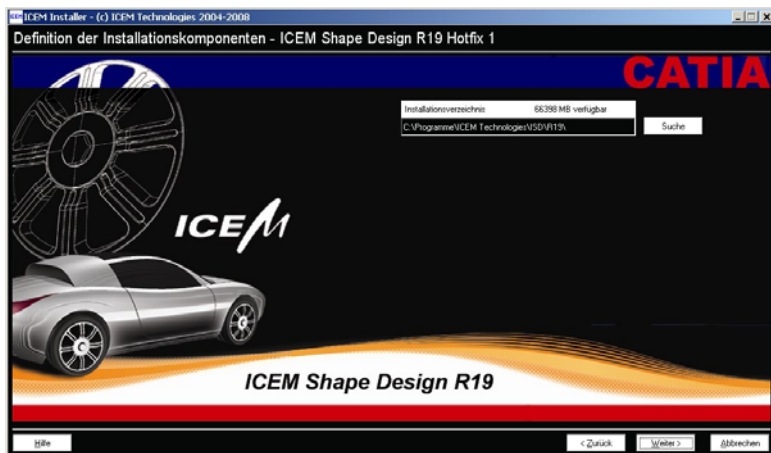 ICEM Installer - (c) ICEM Technologies 2004-2008
Definition der Installationskomponenten - ICEM Shape Design R19 Hotfix 1
CATIA
Installationsverzeichnis 66398 MB verfügbar
C:\Programme\ICEM Technologies\ISD\R19\ Suche
ICEM
ICEM Shape Design R19
Hilfe < Zurück Weiter > Abbrechen